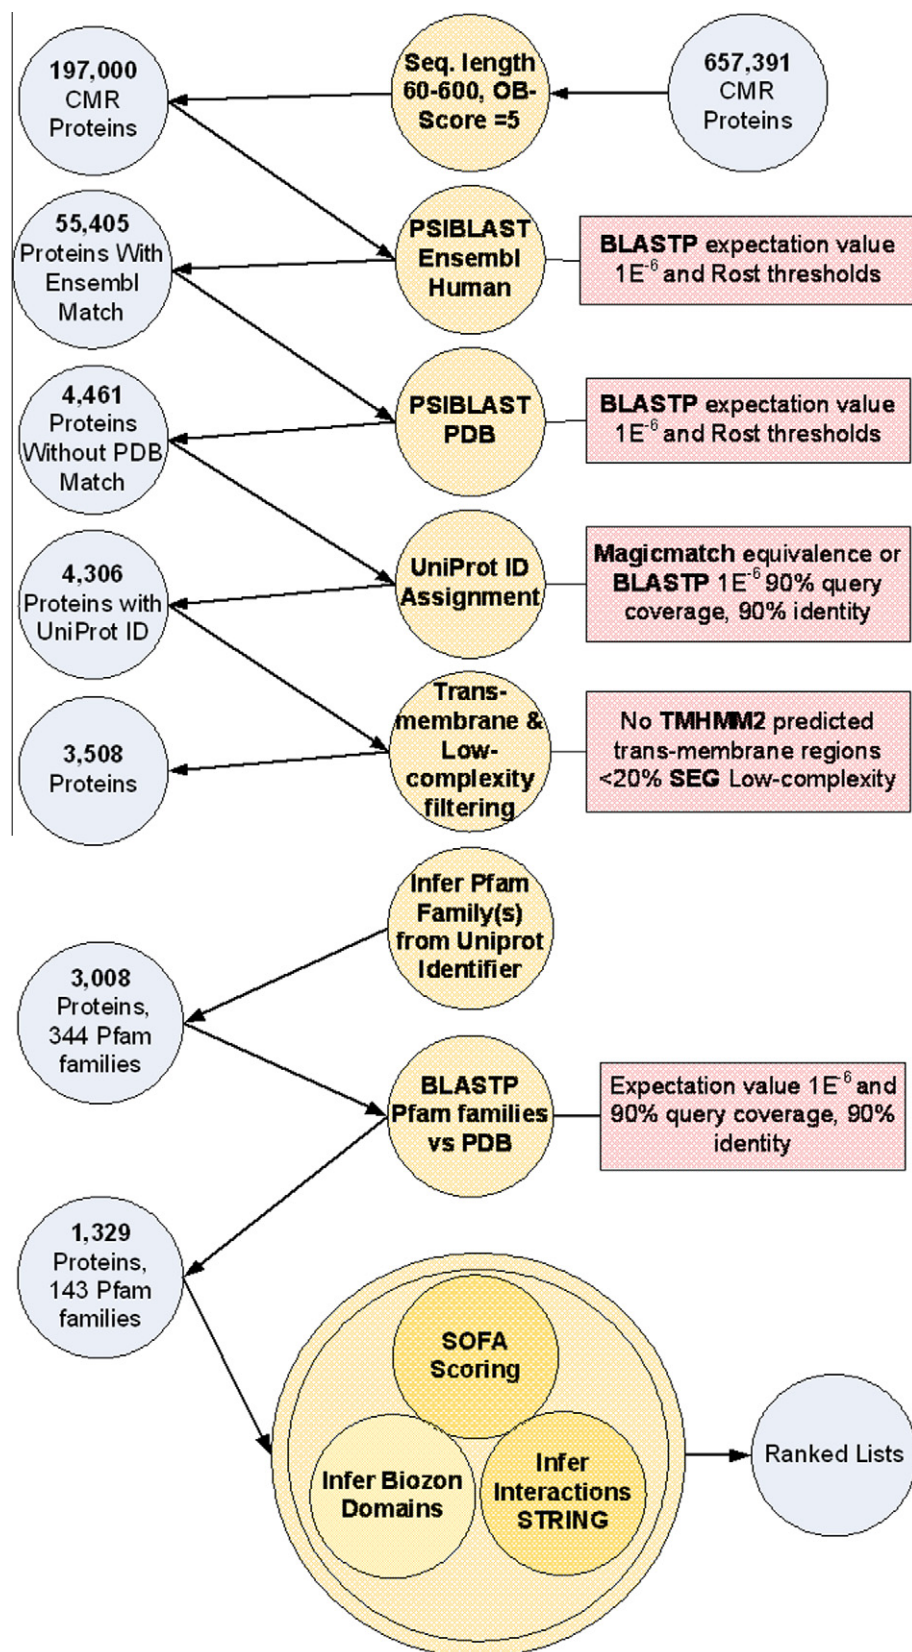 197,000
CMR
Proteins
Seq. length
60-600, OB-
Score =5
657,391
CMR
Proteins
55,405
Proteins With
Ensembl
Match
PSIBLAST
Ensembl
Human
BLASTP expectation value
1E⁻⁶ and Rost thresholds
4,461
Proteins
Without PDB
Match
PSIBLAST
PDB
BLASTP expectation value
1E⁻⁶ and Rost thresholds
4,306
Proteins with
UniProt ID
UniProt ID
Assignment
Magicmatch equivalence or
BLASTP 1E⁻⁶ 90% query
coverage, 90% identity
3,508
Proteins
Trans-
membrane &
Low-
complexity
filtering
No TMHMM2 predicted
trans-membrane regions
<20% SEG Low-complexity
Infer Pfam
Family(s)
from Uniprot
Identifier
3,008
Proteins,
344 Pfam
families
BLASTP
Pfam families
vs PDB
Expectation value 1E⁻⁶ and
90% query coverage, 90%
identity
1,329
Proteins,
143 Pfam
families
SOFA
Scoring
Infer Biozon
Domains
Infer
Interactions
STRING
Ranked Lists